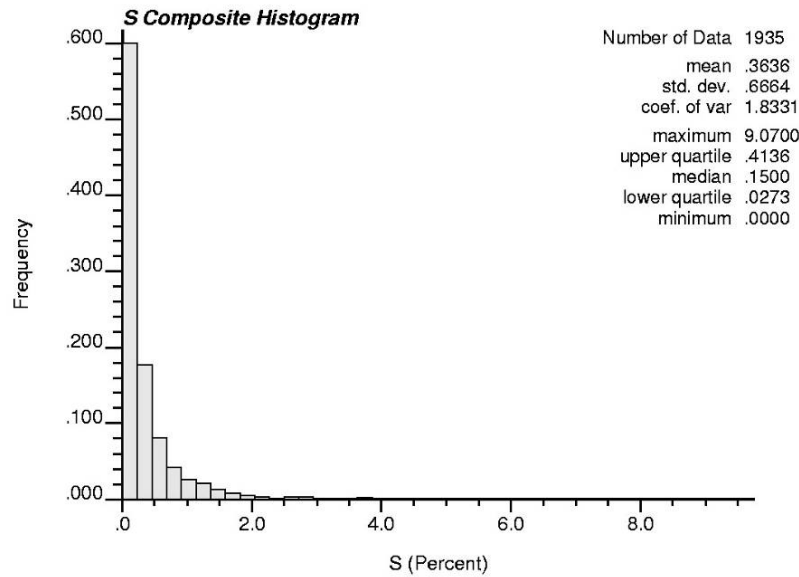 S Composite Histogram
Number of Data 1935
mean .3636
std. dev. .6664
coef. of var 1.8331
maximum 9.0700
upper quartile .4136
median .1500
lower quartile .0273
minimum .0000
Frequency
.600
.500
.400
.300
.200
.100
.000
.0 2.0 4.0 6.0 8.0
S (Percent)